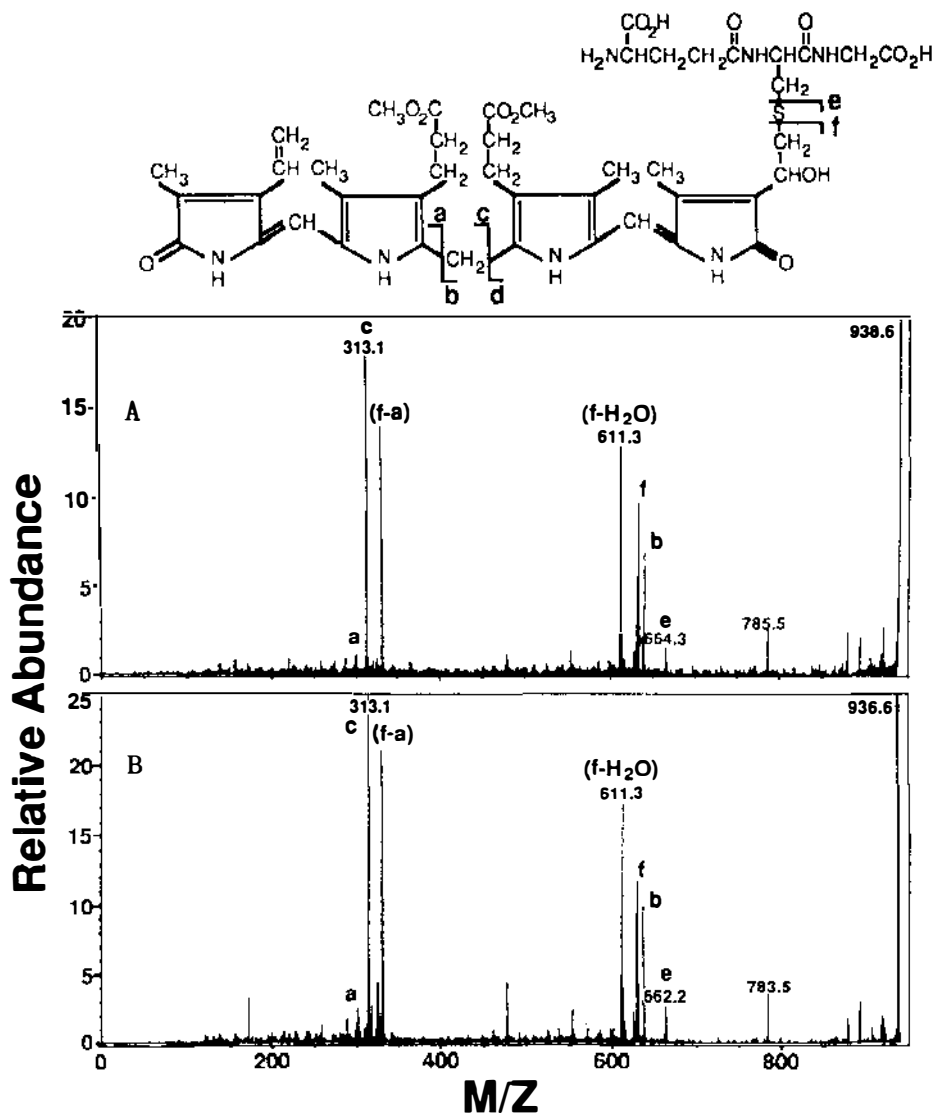 CO₂H O O
H₂NCHCH₂CH₂CNHCHCNHCH₂CO₂H
CH₂
e
S
f
CH₂
CHOH
CH₃O₂C CO₂CH₃
CH₂ CH₂ CH₂
CH₂ CH₂
CH₃ CH CH₃ CH₃ CH₃
CH CH
a c
O N N CH₂ N N O
H H H H
b d
20
c
313.1
938.6
A
(f-a)
(f-H₂O)
15
611.3
f
10
b
5
e
a
664.3
785.5
0
25
313.1
936.6
c
(f-a)
B
(f-H₂O)
20
611.3
15
f
b
10
e
5
a
662.2
783.5
0
0 200 400 600 800
M/Z
Relative Abundance